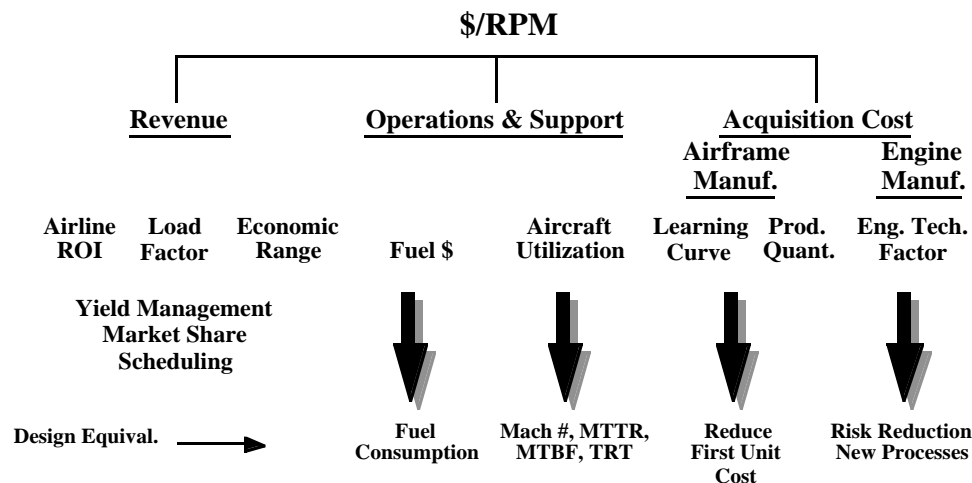 $/RPM
Revenue
Operations & Support
Acquisition Cost
Airframe
Manuf.
Engine
Manuf.
Airline
ROI
Load
Factor
Economic
Range
Fuel $
Aircraft
Utilization
Learning
Curve
Prod.
Quant.
Eng. Tech.
Factor
Yield Management
Market Share
Scheduling
Design Equival.
Fuel
Consumption
Mach #, MTTR,
MTBF, TRT
Reduce
First Unit
Cost
Risk Reduction
New Processes